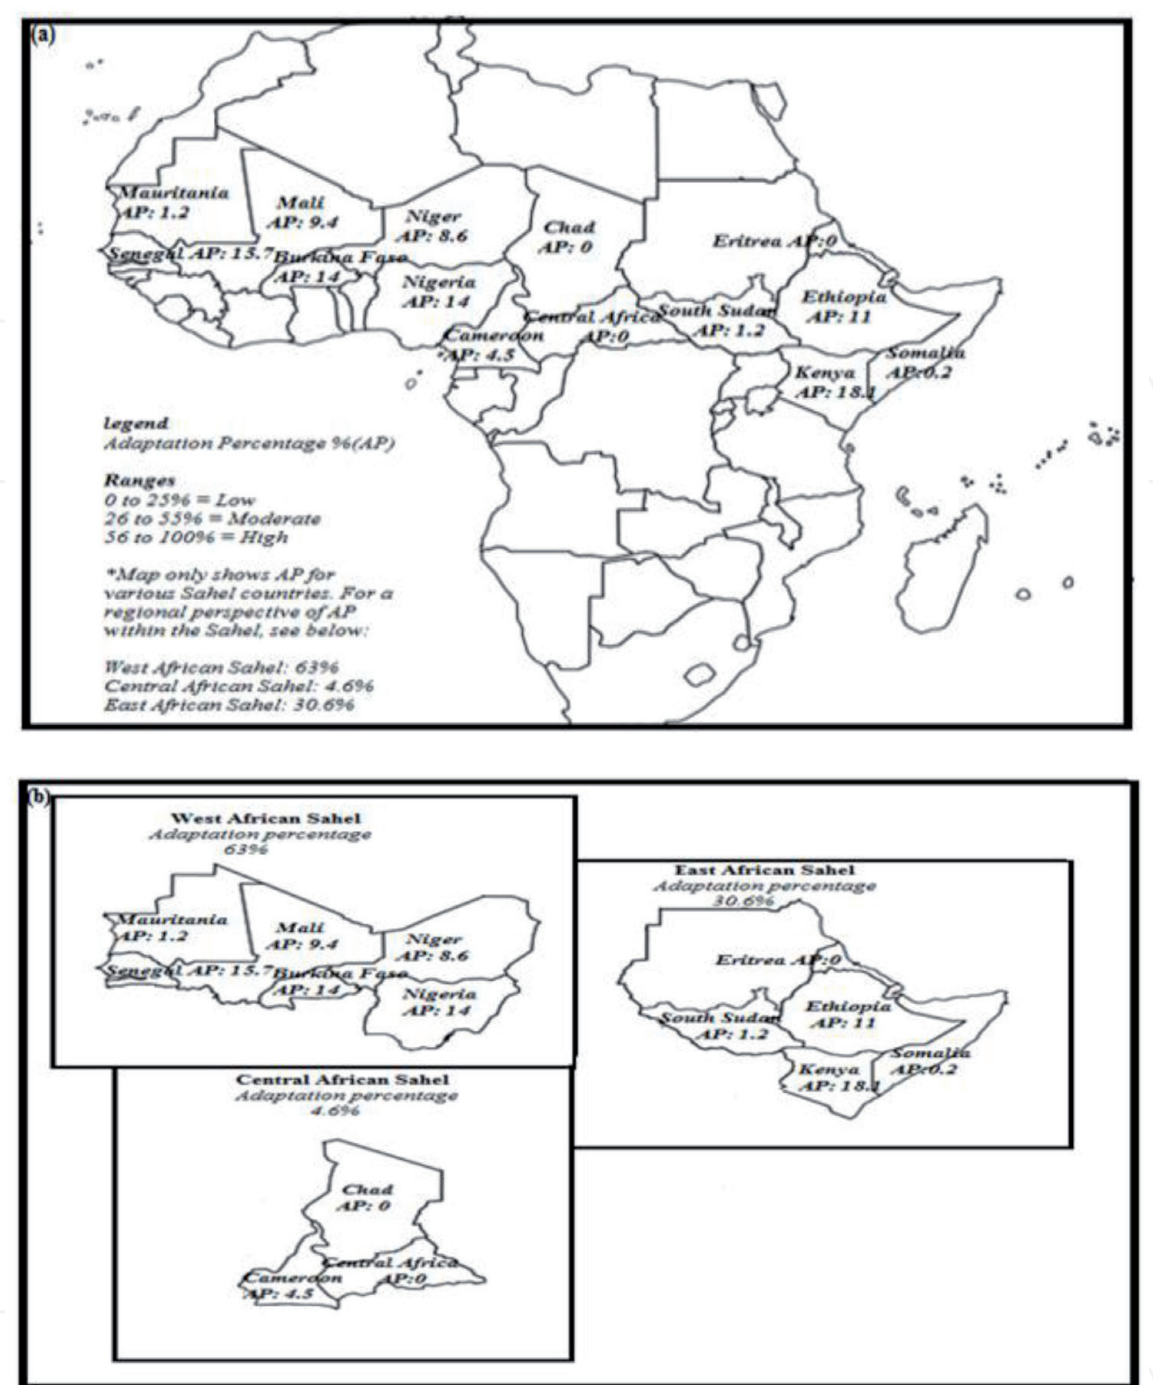 (a)
Mauritania
AP: 1.2
Mali
AP: 9.4
Niger
AP: 8.6
Chad
AP: 0
Eritrea AP:0
Senegal AP: 15.7
Burkina Faso
AP: 14
Nigeria
AP: 14
Ethiopia
AP: 11
Central Africa
AP:0
South Sudan
AP: 1.2
Cameroon
AP: 4.5
Somalia
AP:0.2
Kenya
AP: 18.1
legend
Adaptation Percentage %(AP)
Ranges
0 to 25% = Low
26 to 55% = Moderate
56 to 100% = High
*Map only shows AP for
various Sahel countries. For a
regional perspective of AP
within the Sahel, see below:
West African Sahel: 63%
Central African Sahel: 4.6%
East African Sahel: 30.6%
(b)
West African Sahel
Adaptation percentage
63%
Mauritania
AP: 1.2
Mali
AP: 9.4
Niger
AP: 8.6
Senegal AP: 15.7
Burkina Faso
AP: 14
Nigeria
AP: 14
East African Sahel
Adaptation percentage
30.6%
Eritrea AP:0
Ethiopia
AP: 11
South Sudan
AP: 1.2
Somalia
AP:0.2
Kenya
AP: 18.1
Central African Sahel
Adaptation percentage
4.6%
Chad
AP: 0
Central Africa
AP:0
Cameroon
AP: 4.5